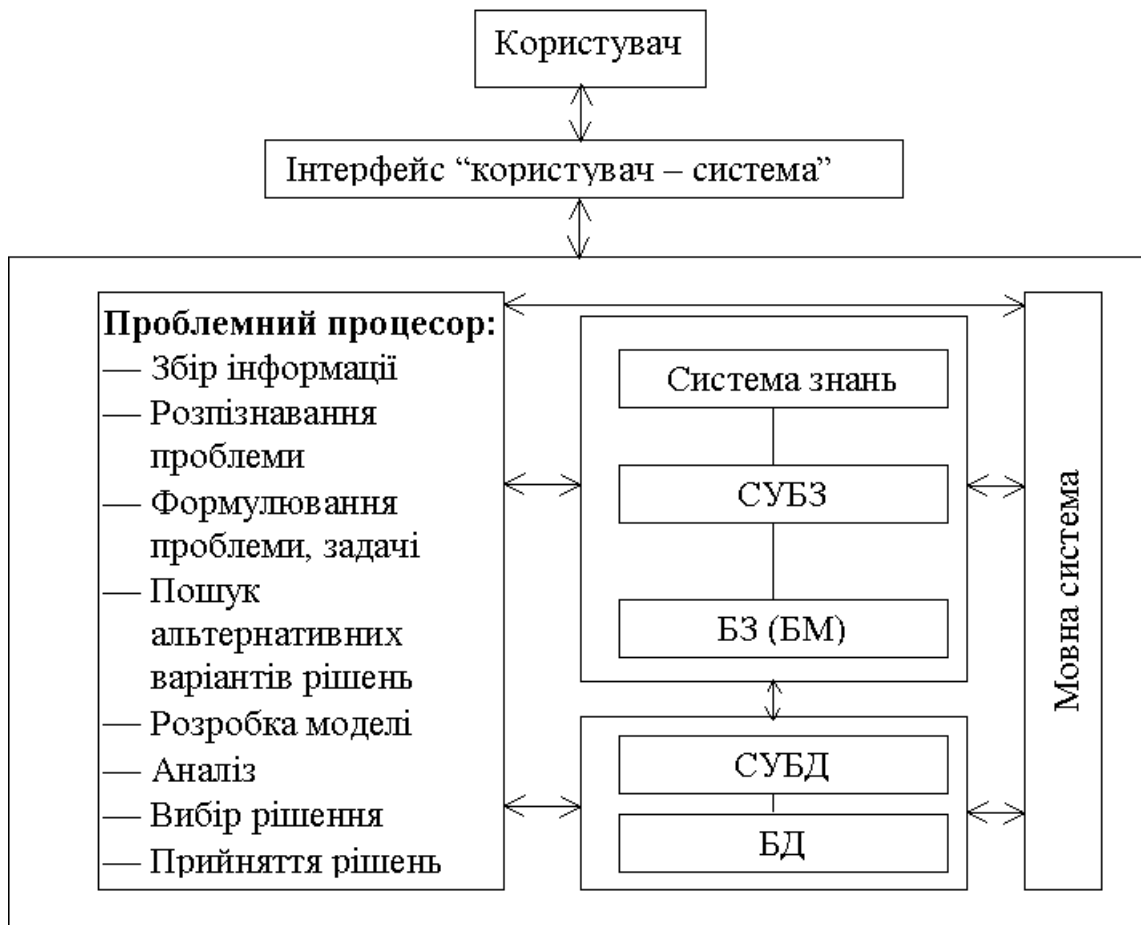 Користувач
Інтерфейс “користувач – система”
Проблемний процесор:
— Збір інформації
— Розпізнавання
проблеми
— Формулювання
проблеми, задачі
— Пошук
альтернативних
варіантів рішень
— Розробка моделі
— Аналіз
— Вибір рішення
— Прийняття рішень
Система знань
СУБЗ
БЗ (БМ)
СУБД
БД
Мовна система